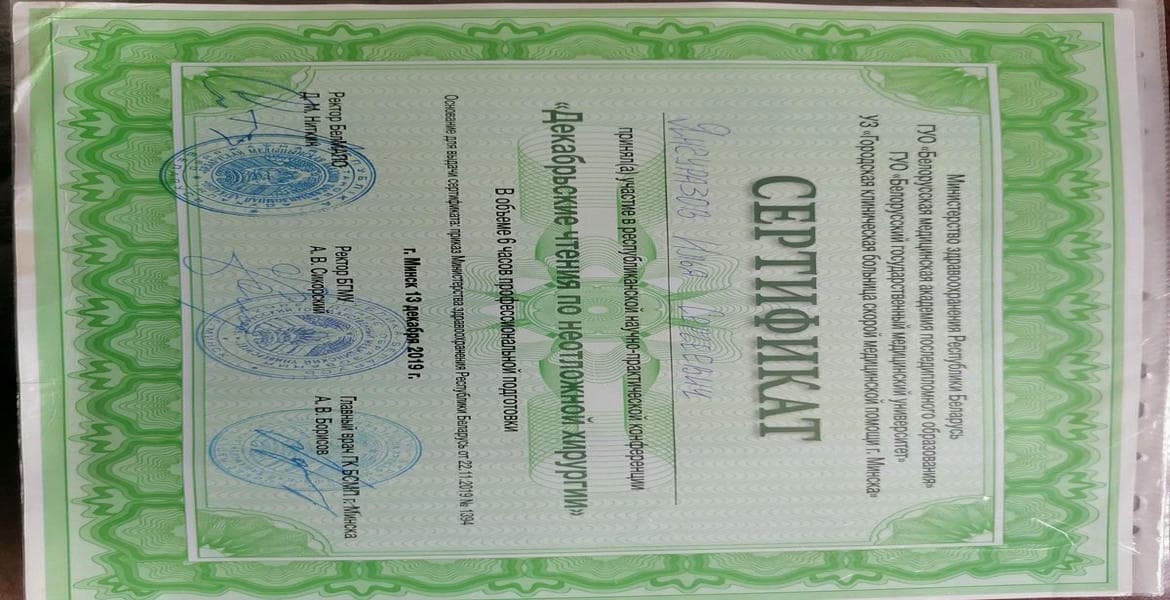 Министерство здравоохранения Республики Беларусь
ГУО «Белорусская медицинская академия последипломного образования»
ГУО «Белорусский государственный медицинский университет»
УЗ «Городская клиническая больница скорой медицинской помощи г. Минска»
СЕРТИФИКАТ
Илья
принял(а) участие в республиканской научно-практической конференции
«Декабрьские чтения по неотложной хирургии»
В объеме 6 часов профессиональной подготовки
Основание для выдачи сертификата: приказ Министерства здравоохранения Республики Беларусь от 22.11.2019 № 1394
г. Минск 13 декабря 2019 г.
Ректор БелМАПО
Д. М. Ниткин
Ректор БГМУ
А. В. Сикорский
Главный врач ГК БСМП г. Минска
А. В. Борисов